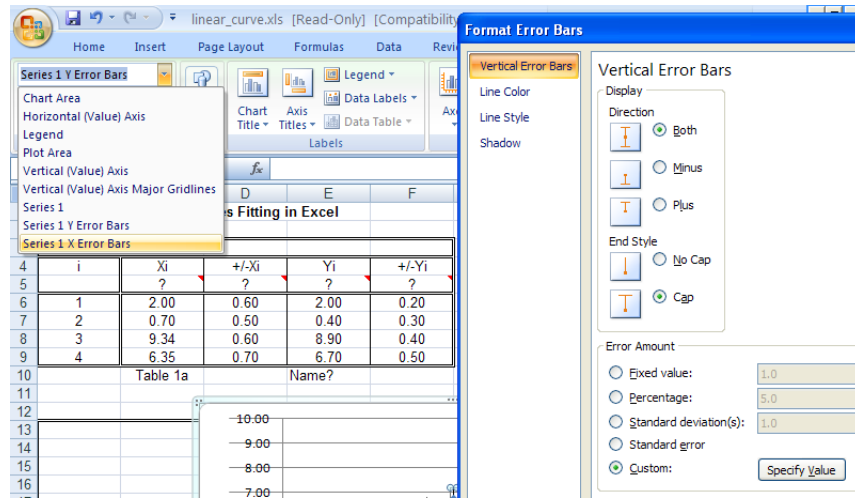 linear_curve.xls [Read-Only] [Compatibility
Home Insert Page Layout Formulas Data
Series 1 Y Error Bars
Chart Area
Horizontal (Value) Axis
Legend
Plot Area
Vertical (Value) Axis
Vertical (Value) Axis Major Gridlines
Series 1
Series 1 Y Error Bars
Series 1 X Error Bars
Chart Title
Axis Titles
Legend
Data Labels
Data Table
Labels
fx
D E F
Fitting in Excel
4 i Xi +/-Xi Yi +/-Yi
5 ? ? ? ?
6 1 2.00 0.60 2.00 0.20
7 2 0.70 0.50 0.40 0.30
8 3 9.34 0.60 8.90 0.40
9 4 6.35 0.70 6.70 0.50
10 Table 1a Name?
11
12
13
14
15
16
10.00
9.00
8.00
7.00
Format Error Bars
Vertical Error Bars
Line Color
Line Style
Shadow
Vertical Error Bars
Display
Direction
Both
Minus
Plus
End Style
No Cap
Cap
Error Amount
Fixed value: 1.0
Percentage: 5.0
Standard deviation(s): 1.0
Standard error
Custom: Specify Value